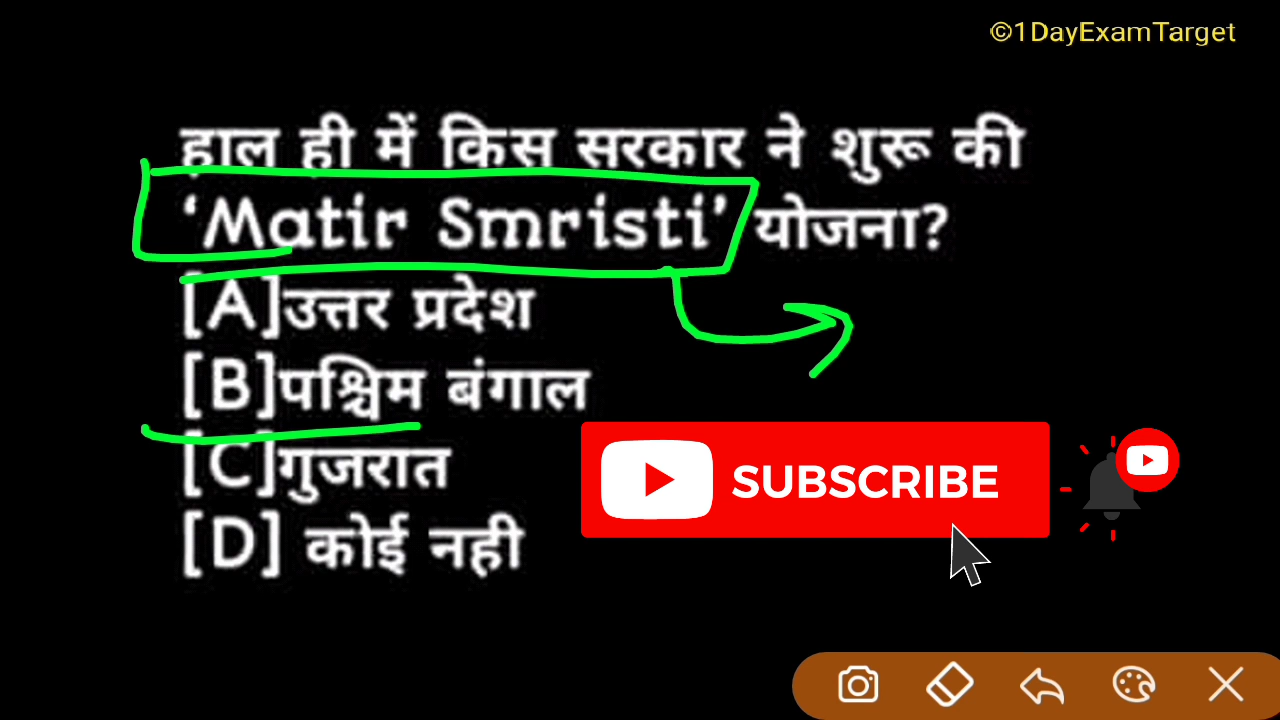 ©1DayExamTarget
हाल ही में किस सरकार ने शुरू की
‘Matir Smristi’ योजना?
[A]उत्तर प्रदेश
[B]पश्चिम बंगाल
[C]गुजरात
[D] कोई नही
SUBSCRIBE